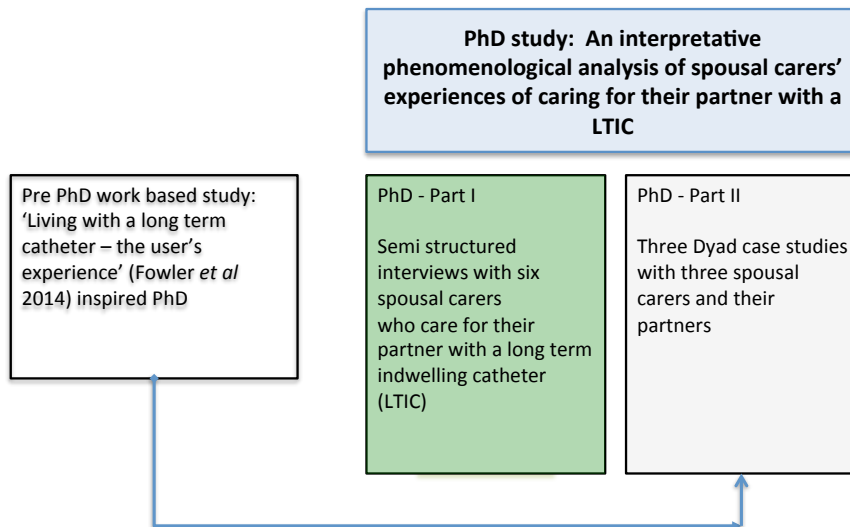 PhD study:  An interpretative
phenomenological analysis of spousal carers’
experiences of caring for their partner with a
LTIC
Pre PhD work based study:
‘Living with a long term
catheter – the user’s
experience’ (Fowler et al
2014) inspired PhD
PhD - Part I
Semi structured
interviews with six
spousal carers
who care for their
partner with a long term
indwelling catheter
(LTIC)
PhD - Part II
Three Dyad case studies
with three spousal
carers and their
partners